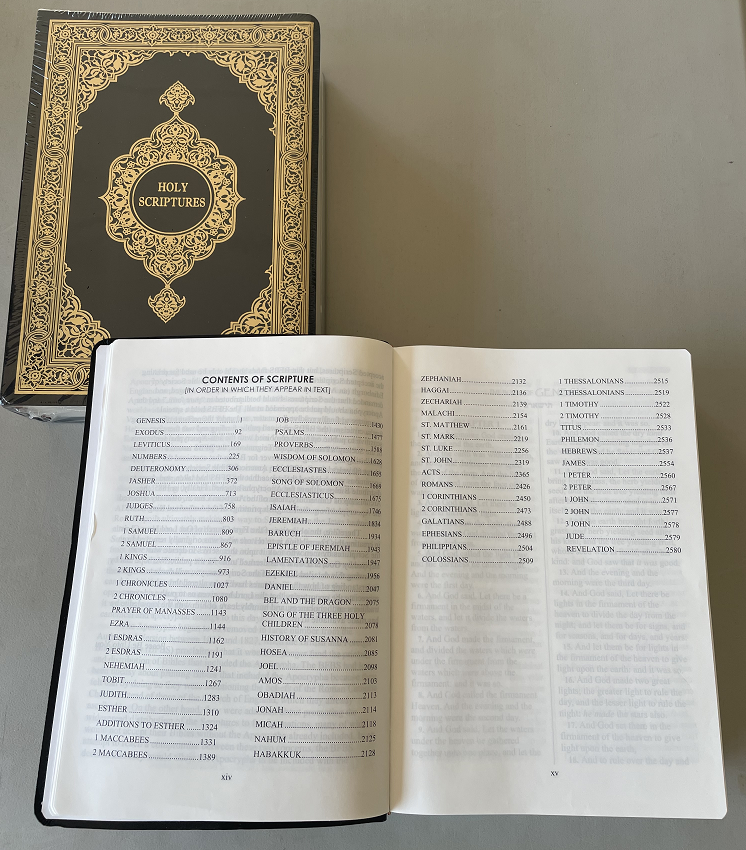 HOLY
SCRIPTURES
CONTENTS OF SCRIPTURE
(IN ORDER IN WHICH THEY APPEAR IN TEXT)
GENESIS 1
EXODUS 92
LEVITICUS 169
NUMBERS 225
DEUTERONOMY 306
JASHER 372
JOSHUA 713
JUDGES 758
RUTH 803
1 SAMUEL 809
2 SAMUEL 867
1 KINGS 916
2 KINGS 973
1 CHRONICLES 1027
2 CHRONICLES 1080
PRAYER OF MANASSES 1143
EZRA 1144
1 ESDRAS 1162
2 ESDRAS 1191
NEHEMIAH 1241
TOBIT 1267
JUDITH 1283
ESTHER 1310
ADDITIONS TO ESTHER 1324
1 MACCABEES 1331
2 MACCABEES 1389
JOB 1430
PSALMS 1477
PROVERBS 1588
WISDOM OF SOLOMON 1628
ECCLESIASTES 1655
SONG OF SOLOMON 1668
ECCLESIASTICUS 1675
ISAIAH 1746
JEREMIAH 1834
BARUCH 1934
EPISTLE OF JEREMIAH 1943
LAMENTATIONS 1947
EZEKIEL 1956
DANIEL 2047
BEL AND THE DRAGON 2075
SONG OF THE THREE HOLY
CHILDREN 2078
HISTORY OF SUSANNA 2081
HOSEA 2085
JOEL 2098
AMOS 2103
OBADIAH 2113
JONAH 2114
MICAH 2118
NAHUM 2125
HABAKKUK 2128
xiv
ZEPHANIAH 2132
HAGGAI 2136
ZECHARIAH 2139
MALACHI 2154
ST. MATTHEW 2161
ST. MARK 2219
ST. LUKE 2256
ST. JOHN 2319
ACTS 2365
ROMANS 2426
1 CORINTHIANS 2450
2 CORINTHIANS 2473
GALATIANS 2488
EPHESIANS 2496
PHILIPPIANS 2504
COLOSSIANS 2509
1 THESSALONIANS 2515
2 THESSALONIANS 2519
1 TIMOTHY 2522
2 TIMOTHY 2528
TITUS 2533
PHILEMON 2536
HEBREWS 2537
JAMES 2554
1 PETER 2560
2 PETER 2567
1 JOHN 2571
2 JOHN 2577
3 JOHN 2578
JUDE 2579
REVELATION 2580
xv